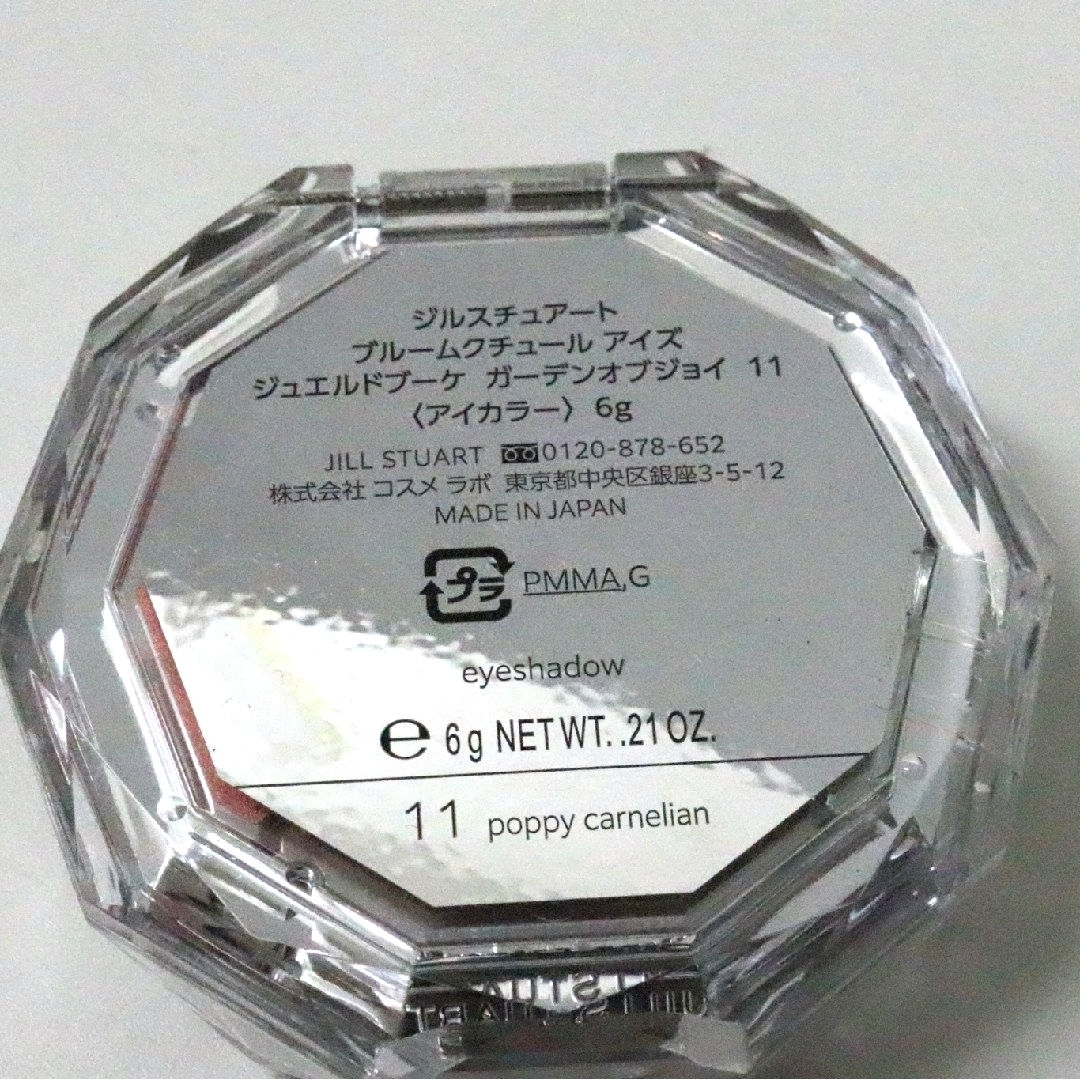 ジルスチュアート
ブルームクチュール アイズ
ジュエルドブーケ ガーデンオブジョイ 11
〈アイカラー〉 6g
JILL STUART 0120-878-652
株式会社 コスメ ラボ 東京都中央区銀座3-5-12
MADE IN JAPAN
プラ PMMA,G
eyeshadow
℮ 6g NET WT. .21 OZ.
11 poppy carnelian